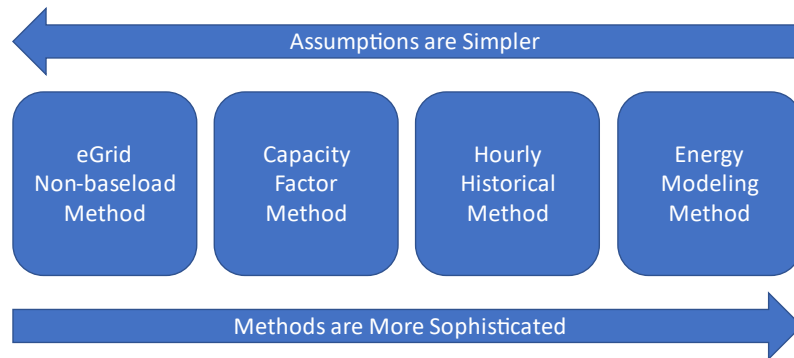 Assumptions are Simpler
eGrid
Non-baseload
Method
Capacity
Factor
Method
Hourly
Historical
Method
Energy
Modeling
Method
Methods are More Sophisticated